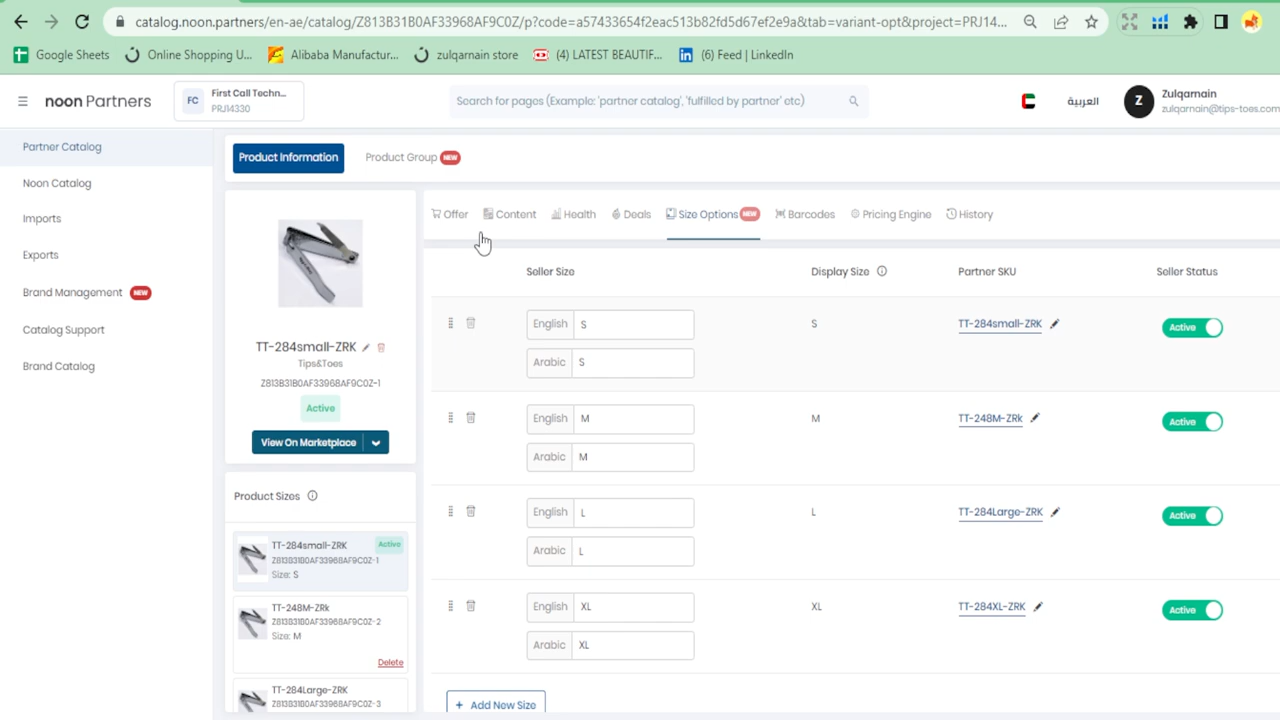 catalog.noon.partners/en-ae/catalog/Z813B31B0AF33968AF9C0Z/p?code=a57433654f2eac513b82fd5d67ef2e9a&tab=variant-opt&project=PRJ14...
Google Sheets
Online Shopping U...
Alibaba Manufactur...
zulqarnain store
(4) LATEST BEAUTIF...
(6) Feed | LinkedIn
noon Partners
FC
First Call Techn...
PRJ14330
Search for pages (Example: 'partner catalog', 'fulfilled by partner' etc)
العربية
Z
Zulqarnain
zulqarnain@tips-toes.com
Partner Catalog
Noon Catalog
Imports
Exports
Brand Management NEW
Catalog Support
Brand Catalog
Product Information
Product Group NEW
TT-284small-ZRK
Tips&Toes
Z813B31B0AF33968AF9C0Z-1
Active
View On Marketplace
Product Sizes
TT-284small-ZRK
Active
Z813B31B0AF33968AF9C0Z-1
Size: S
TT-248M-ZRk
Z813B31B0AF33968AF9C0Z-2
Size: M
Delete
TT-284Large-ZRK
Z813B31B0AF33968AF9C0Z-3
Offer
Content
Health
Deals
Size Options NEW
Barcodes
Pricing Engine
History
Seller Size
Display Size
Partner SKU
Seller Status
English S
Arabic S
S
TT-284small-ZRK
Active
English M
Arabic M
M
TT-248M-ZRk
Active
English L
Arabic L
L
TT-284Large-ZRK
Active
English XL
Arabic XL
XL
TT-284XL-ZRK
Active
+ Add New Size